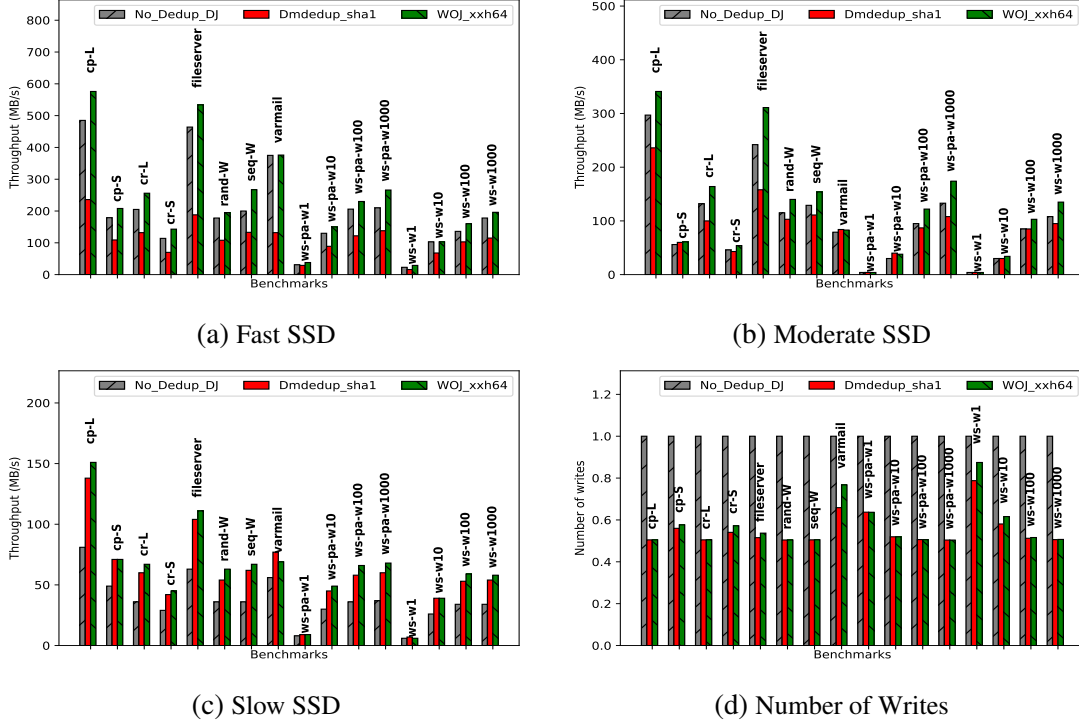 No_Dedup_DJ Dmdedup_sha1 WOJ_xxh64
Throughput (MB/s)
800
700
600
500
400
300
200
100
0
cp-L
cp-S
cr-L
cr-S
fileserver
rand-W
seq-W
varmail
ws-pa-w1
ws-pa-w10
ws-pa-w100
ws-pa-w1000
ws-w1
ws-w10
ws-w100
ws-w1000
Benchmarks
(a) Fast SSD
No_Dedup_DJ Dmdedup_sha1 WOJ_xxh64
Throughput (MB/s)
500
400
300
200
100
0
cp-L
cp-S
cr-L
cr-S
fileserver
rand-W
seq-W
varmail
ws-pa-w1
ws-pa-w10
ws-pa-w100
ws-pa-w1000
ws-w1
ws-w10
ws-w100
ws-w1000
Benchmarks
(b) Moderate SSD
No_Dedup_DJ Dmdedup_sha1 WOJ_xxh64
Throughput (MB/s)
200
150
100
50
0
cp-L
cp-S
cr-L
cr-S
fileserver
rand-W
seq-W
varmail
ws-pa-w1
ws-pa-w10
ws-pa-w100
ws-pa-w1000
ws-w1
ws-w10
ws-w100
ws-w1000
Benchmarks
(c) Slow SSD
No_Dedup_DJ Dmdedup_sha1 WOJ_xxh64
Number of writes
1.2
1.0
0.8
0.6
0.4
0.2
0.0
cp-L
cp-S
cr-L
cr-S
fileserver
rand-W
seq-W
varmail
ws-pa-w1
ws-pa-w10
ws-pa-w100
ws-pa-w1000
ws-w1
ws-w10
ws-w100
ws-w1000
Benchmarks
(d) Number of Writes